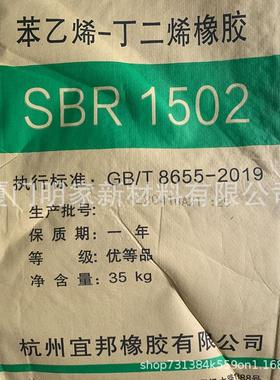 苯乙烯-丁二烯橡胶
SBR 1502
执行标准：GB/T 8655-2019
生产批号：
保 质 期：一 年
等 级：优等品
净 含 量：35 kg
杭州宜邦橡胶有限公司
shop731384k559on1.1688